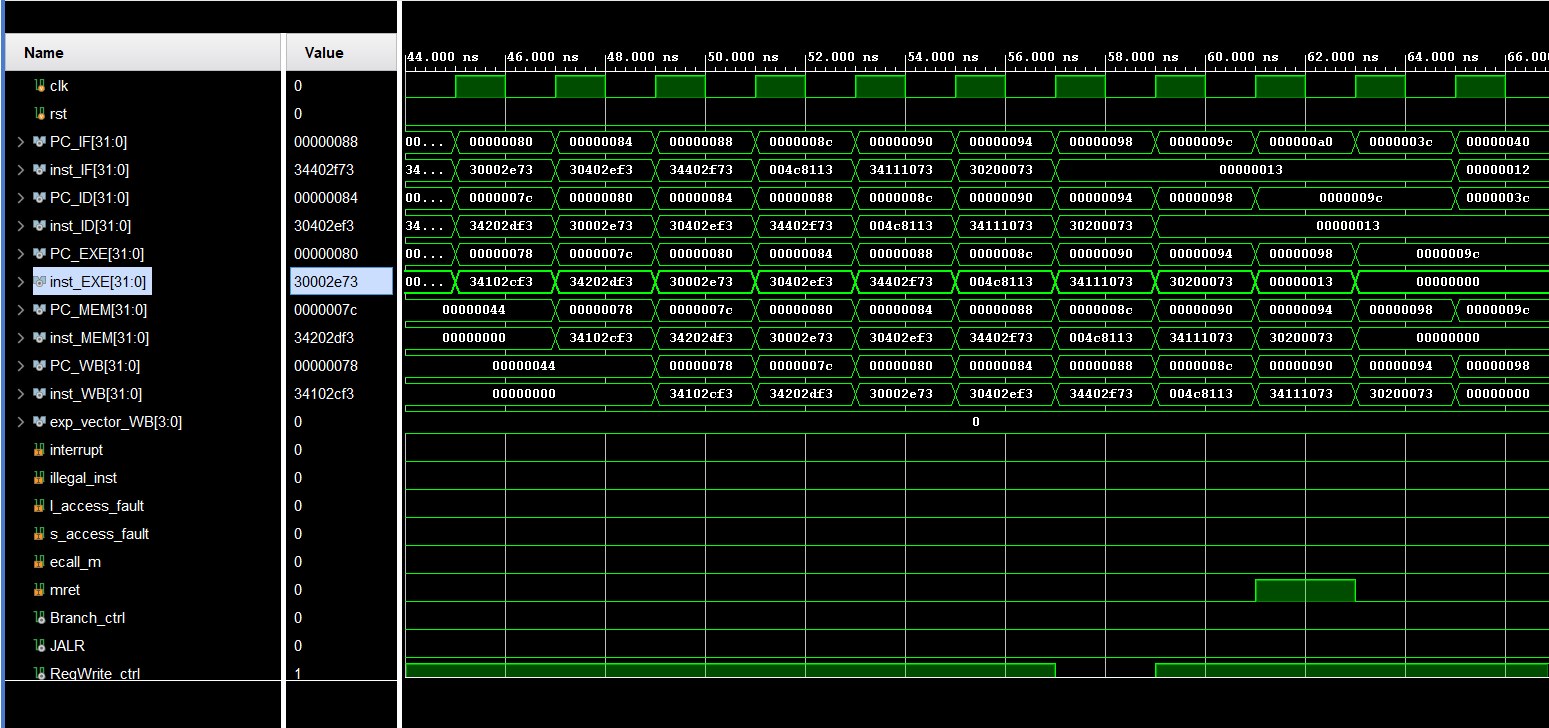 Name Value 44.000 ns 46.000 ns 48.000 ns 50.000 ns 52.000 ns 54.000 ns 56.000 ns 58.000 ns 60.000 ns 62.000 ns 64.000 ns 66.00
clk 0
rst 0
PC_IF[31:0] 00000088 00... 00000080 00000084 00000088 0000008c 00000090 00000094 00000098 0000009c 000000a0 0000003c 00000040
inst_IF[31:0] 34402f73 34... 30002e73 30402ef3 34402f73 004c8113 34111073 30200073 00000013 00000012
PC_ID[31:0] 00000084 00... 0000007c 00000080 00000084 00000088 0000008c 00000090 00000094 00000098 0000009c 0000003c
inst_ID[31:0] 30402ef3 34... 34202df3 30002e73 30402ef3 34402f73 004c8113 34111073 30200073 00000013
PC_EXE[31:0] 00000080 00... 00000078 0000007c 00000080 00000084 00000088 0000008c 00000090 00000094 00000098 0000009c
inst_EXE[31:0] 30002e73 00... 34102cf3 34202df3 30002e73 30402ef3 34402f73 004c8113 34111073 30200073 00000013 00000000
PC_MEM[31:0] 0000007c 00000044 00000078 0000007c 00000080 00000084 00000088 0000008c 00000090 00000094 00000098 0000009c
inst_MEM[31:0] 34202df3 00000000 34102cf3 34202df3 30002e73 30402ef3 34402f73 004c8113 34111073 30200073 00000000
PC_WB[31:0] 00000078 00000044 00000078 0000007c 00000080 00000084 00000088 0000008c 00000090 00000094 00000098
inst_WB[31:0] 34102cf3 00000000 34102cf3 34202df3 30002e73 30402ef3 34402f73 004c8113 34111073 30200073 00000000
exp_vector_WB[3:0] 0 0
interrupt 0
illegal_inst 0
l_access_fault 0
s_access_fault 0
ecall_m 0
mret 0
Branch_ctrl 0
JALR 0
RegWrite_ctrl 1